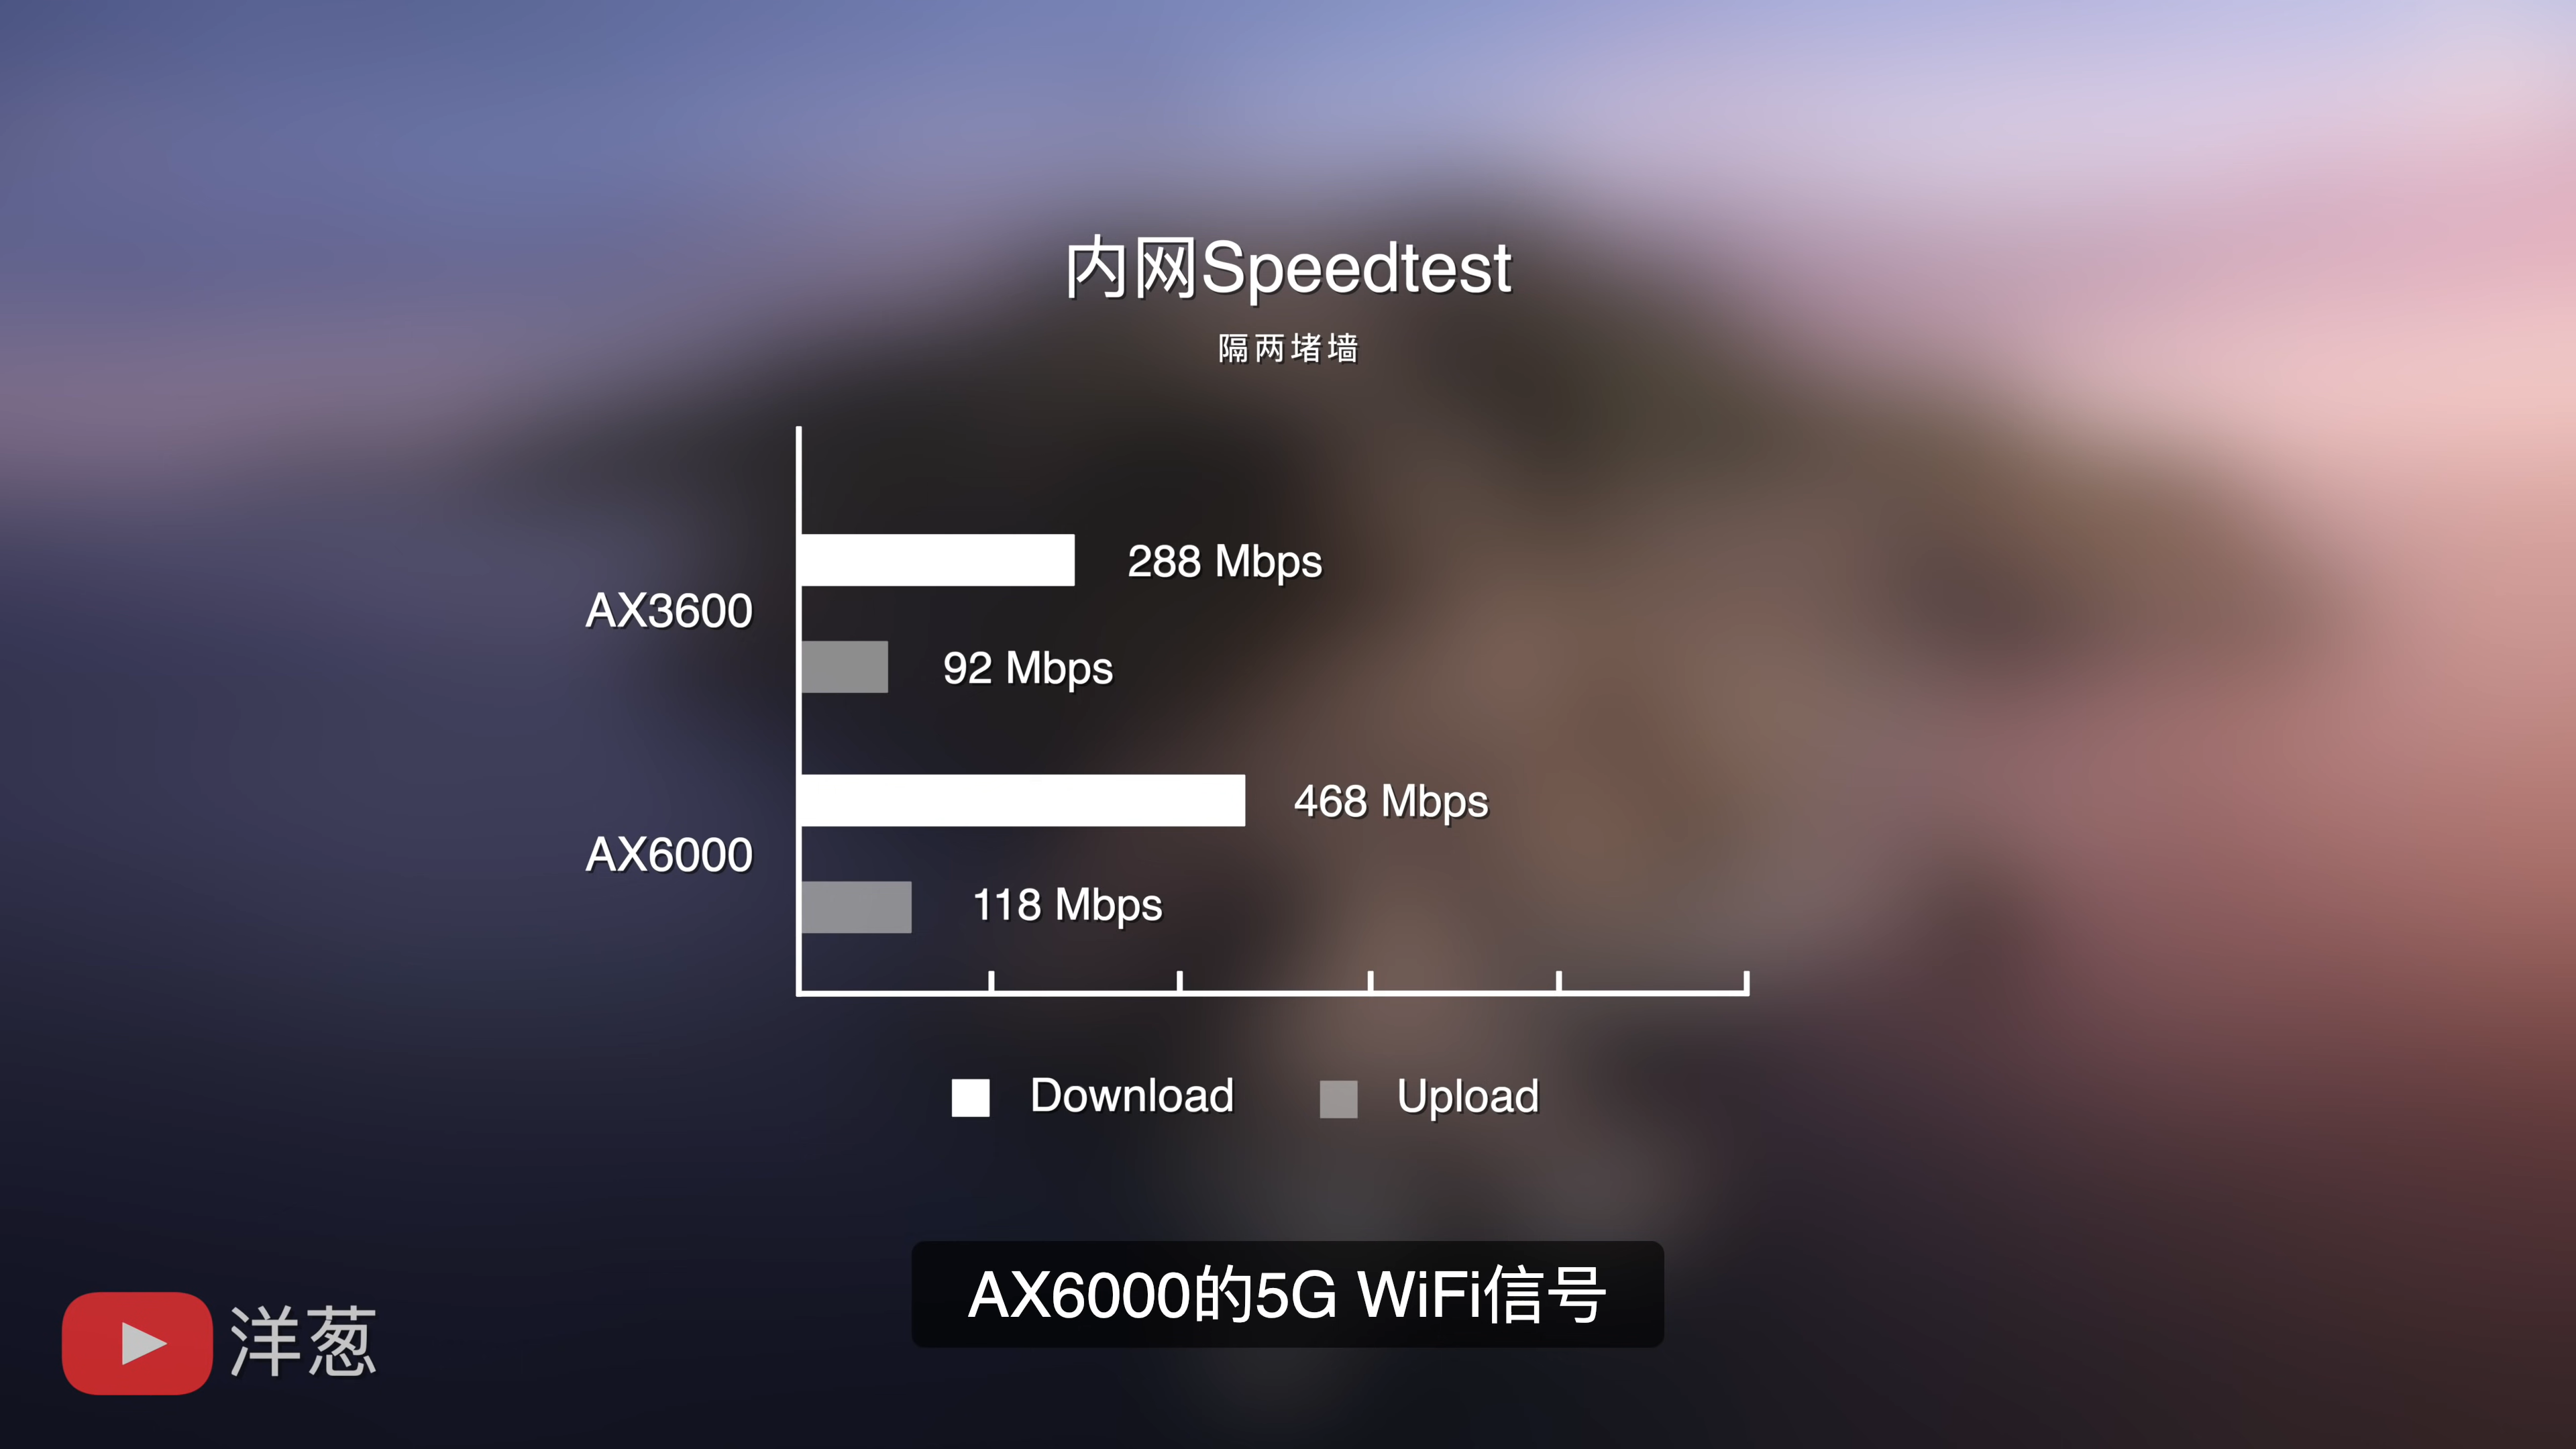 内网Speedtest
隔两堵墙
288 Mbps
AX3600
92 Mbps
468 Mbps
AX6000
118 Mbps
Download
Upload
AX6000的5G WiFi信号
洋葱